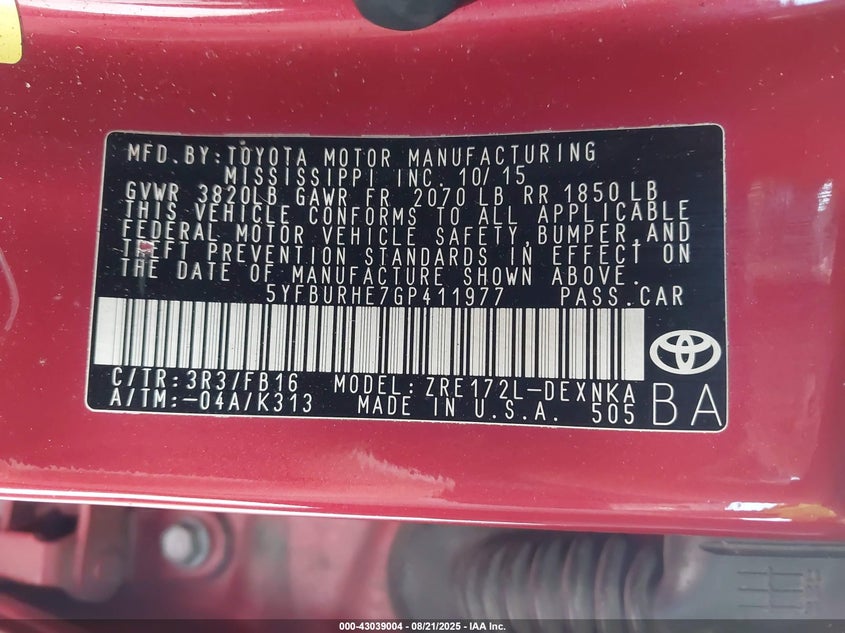 MFD.BY:TOYOTA MOTOR MANUFACTURING
MISSISSIPPI INC. 10/15
GVWR 3820LB GAWR FR 2070 LB RR 1850 LB
THIS VEHICLE CONFORMS TO ALL APPLICABLE
FEDERAL MOTOR VEHICLE SAFETY,BUMPER,AND
THEFT PREVENTION STANDARDS IN EFFECT ON
THE DATE OF MANUFACTURE SHOWN ABOVE.
5YFBURHE7GP411977 PASS.CAR
C/TR:3R3/FB16 MODEL:ZRE172L-DEXNKA
A/TM:-04A/K313 MADE IN U.S.A. 505
BA
000-43039004 - 08/21/2025 - IAA Inc.